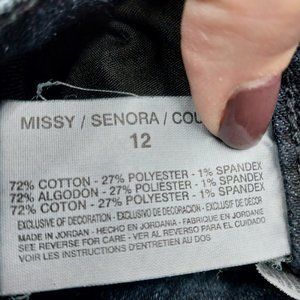 MISSY / SENORA / COU
12
72% COTTON - 27% POLYESTER - 1% SPANDEX
72% ALGODON - 27% POLIESTER - 1% SPANDEX
72% COTON - 27% POLYESTER - 1% SPANDEX
EXCLUSIVE OF DECORATION - EXCLUSIVO DE DECORACION - EXCLUSIF DE DECOR
MADE IN JORDAN - HECHO EN JORDANIA - FABRIQUE EN JORDANIE
SEE REVERSE FOR CARE - VER AL REVERSO PARA EL CUIDADO
VOIR LES INSTRUCTIONS D'ENTRETIEN AU DOS